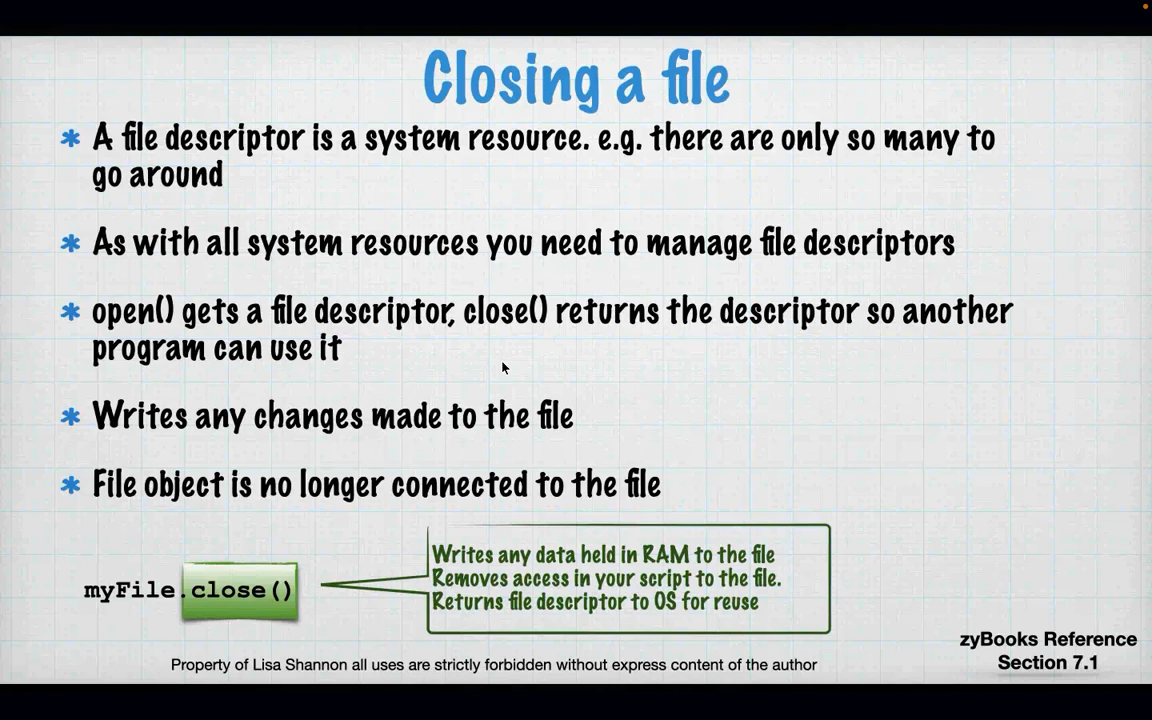 Closing a file
* A file descriptor is a system resource. e.g. there are only so many to
go around
* As with all system resources you need to manage file descriptors
* open() gets a file descriptor, close() returns the descriptor so another
program can use it
* Writes any changes made to the file
* File object is no longer connected to the file
Writes any data held in RAM to the file
Removes access in your script to the file.
Returns file descriptor to OS for reuse
myFile.close()
zyBooks Reference
Section 7.1
Property of Lisa Shannon all uses are strictly forbidden without express content of the author